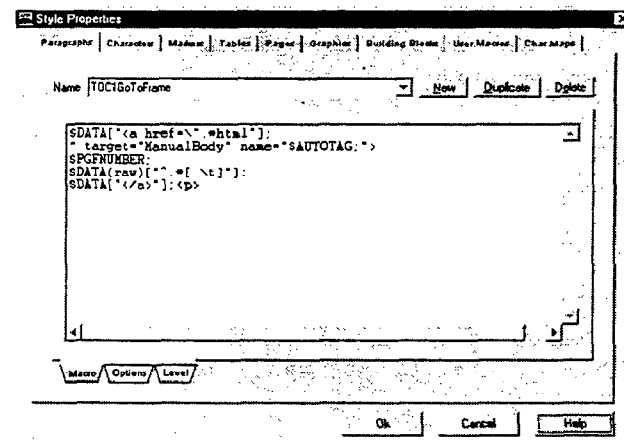 Style Properties
Paragraphs Character Madness Tables Pages Graphics Building Blocks User Macros Char Maps
Name TOC1GoToFrame New Duplicate Delete
$DATA["<a href=\".*html"];
" target="ManualBody" name="$AUTOTAG;">
$PGFNUMBER;
$DATA(raw)["^.*[ \t]"];
$DATA["</a>"];<p>
Macro Options Level
Ok Cancel Help